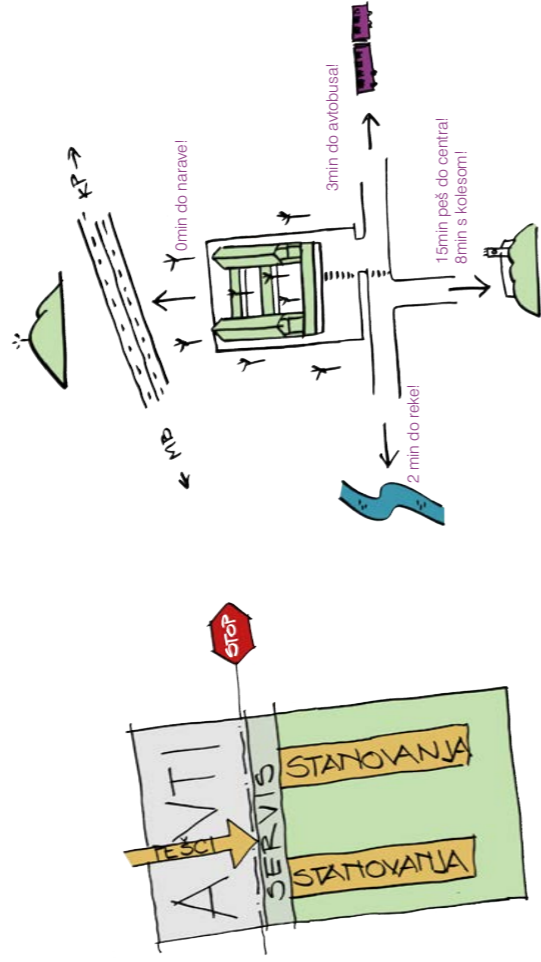 KP→
0min do narave!
3min do avtobusa!
← MB
2 min do reke!
15min peš do centra!
8min s kolesom!
STOP
AVTI
PEŠCI
SERVIS
STANOVANJA
STANOVANJA